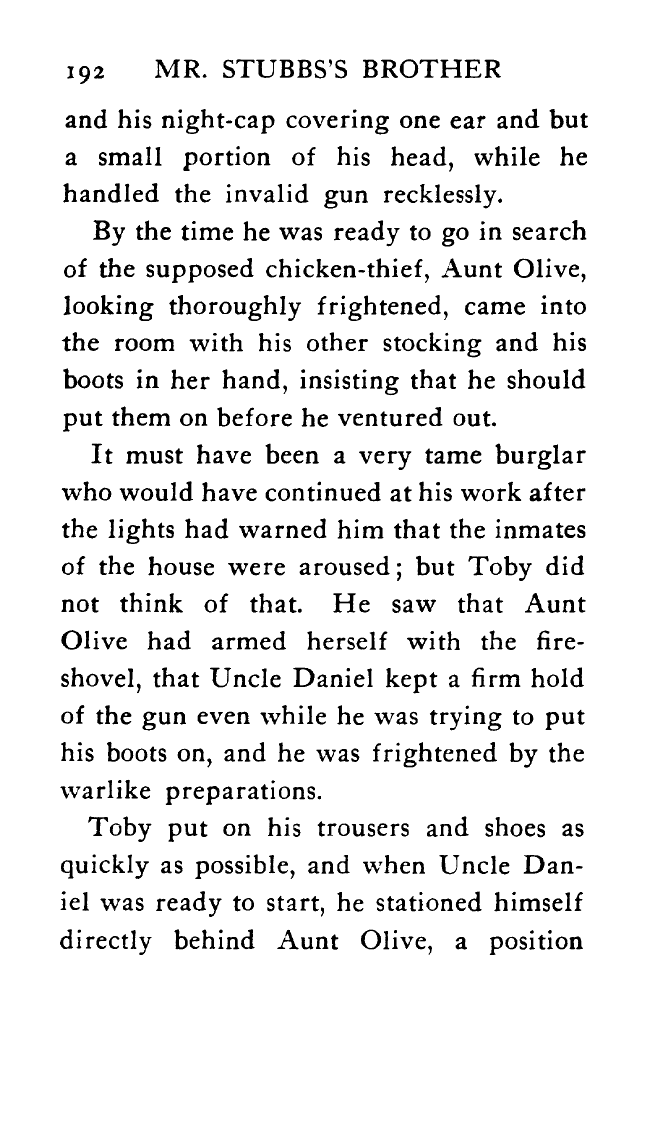 192 MR. STUBBS'S BROTHER
and his night-cap covering one ear and but
a small portion of his head, while he
handled the invalid gun recklessly.
By the time he was ready to go in search
of the supposed chicken-thief, Aunt Olive,
looking thoroughly frightened, came into
the room with his other stocking and his
boots in her hand, insisting that he should
put them on before he ventured out.
It must have been a very tame burglar
who would have continued at his work after
the lights had warned him that the inmates
of the house were aroused; but Toby did
not think of that. He saw that Aunt
Olive had armed herself with the fire-
shovel, that Uncle Daniel kept a firm hold
of the gun even while he was trying to put
his boots on, and he was frightened by the
warlike preparations.
Toby put on his trousers and shoes as
quickly as possible, and when Uncle Dan-
iel was ready to start, he stationed himself
directly behind Aunt Olive, a position